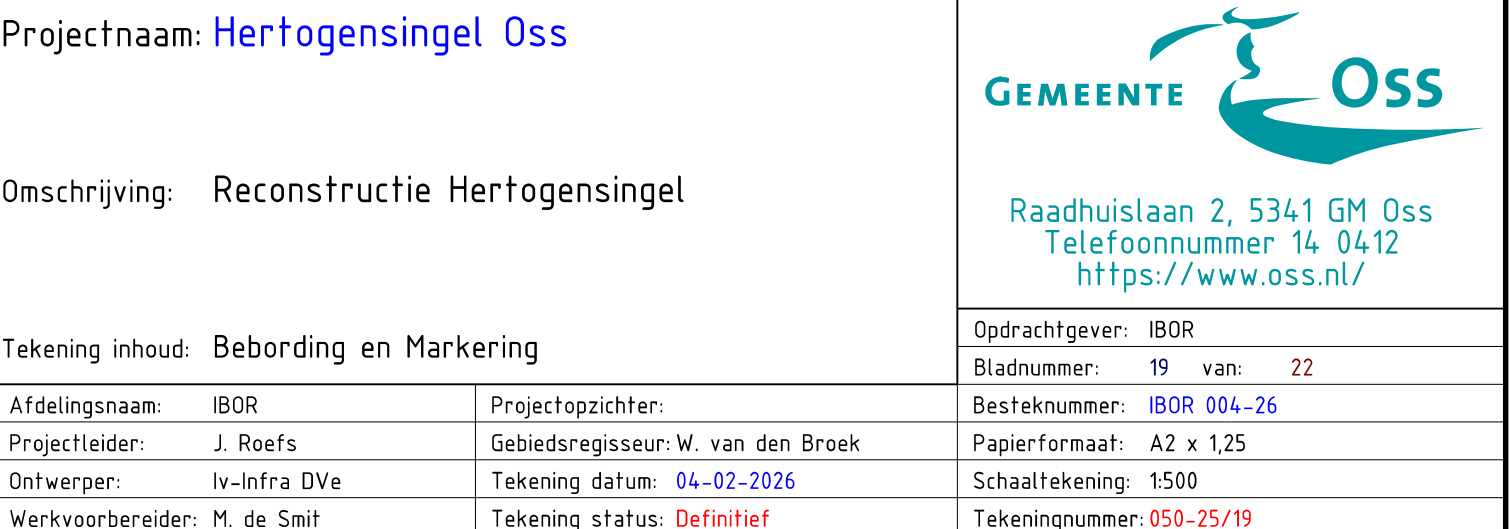 Projectnaam: Hertogensingel Oss
GEMEENTE OSS
Omschrijving: Reconstructie Hertogensingel
Raadhuislaan 2, 5341 GM Oss
Telefoonnummer 14 0412
https://www.oss.nl/
Tekening inhoud: Bebording en Markering
Opdrachtgever: IBOR
Bladnummer: 19 van: 22
Afdelingsnaam: IBOR Projectopzichter: Besteknummer: IBOR 004-26
Projectleider: J. Roefs Gebiedsregisseur: W. van den Broek Papierformaat: A2 x 1,25
Ontwerper: Iv-Infra DVe Tekening datum: 04-02-2026 Schaaltekening: 1:500
Werkvoorbereider: M. de Smit Tekening status: Definitief Tekeningnummer: 050-25/19